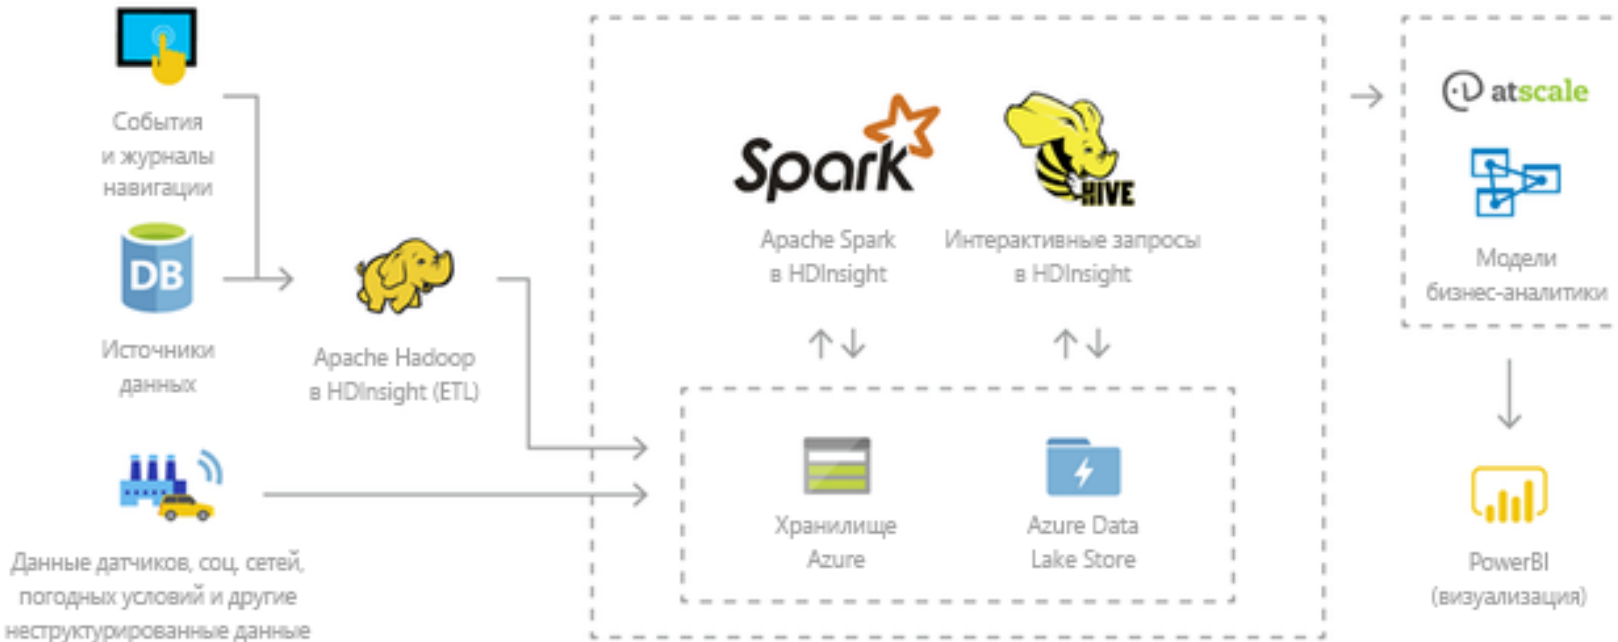 События
и журналы
навигации
DB
Источники
данных
Данные датчиков, соц. сетей,
погодных условий и другие
неструктурированные данные
Apache Hadoop
в HDInsight (ETL)
Spark
Apache Spark
в HDInsight
HIVE
Интерактивные запросы
в HDInsight
Хранилище
Azure
Azure Data
Lake Store
atscale
Модели
бизнес-аналитики
PowerBI
(визуализация)